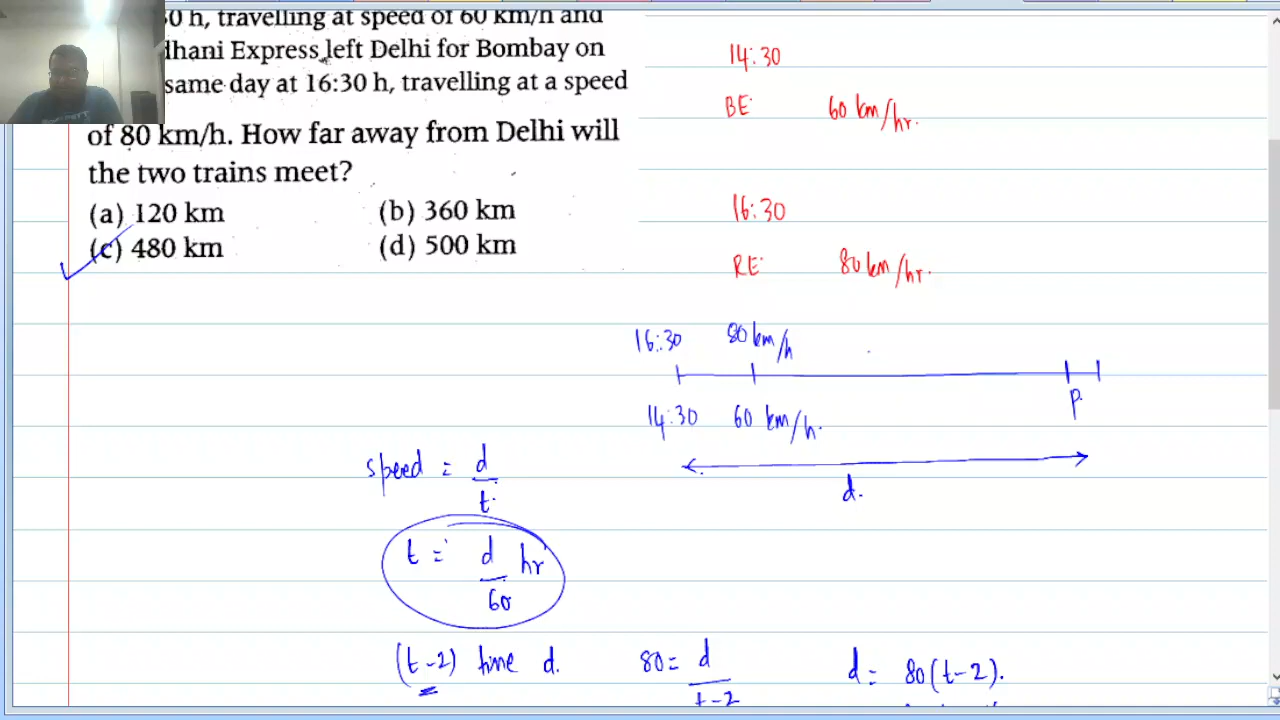 0 h, travelling at speed of 60 km/h and
dhani Express left Delhi for Bombay on
same day at 16:30 h, travelling at a speed
of 80 km/h. How far away from Delhi will
the two trains meet?
(a) 120 km (b) 360 km
(c) 480 km (d) 500 km
14:30
BE 60 km/hr.
16:30
RE 80 km/hr.
16:30 80 km/h
P.
14:30 60 km/h.
d.
speed = d/t
t = d/60 hr
(t-2) time d. 80 = d/t-2 d = 80(t-2).